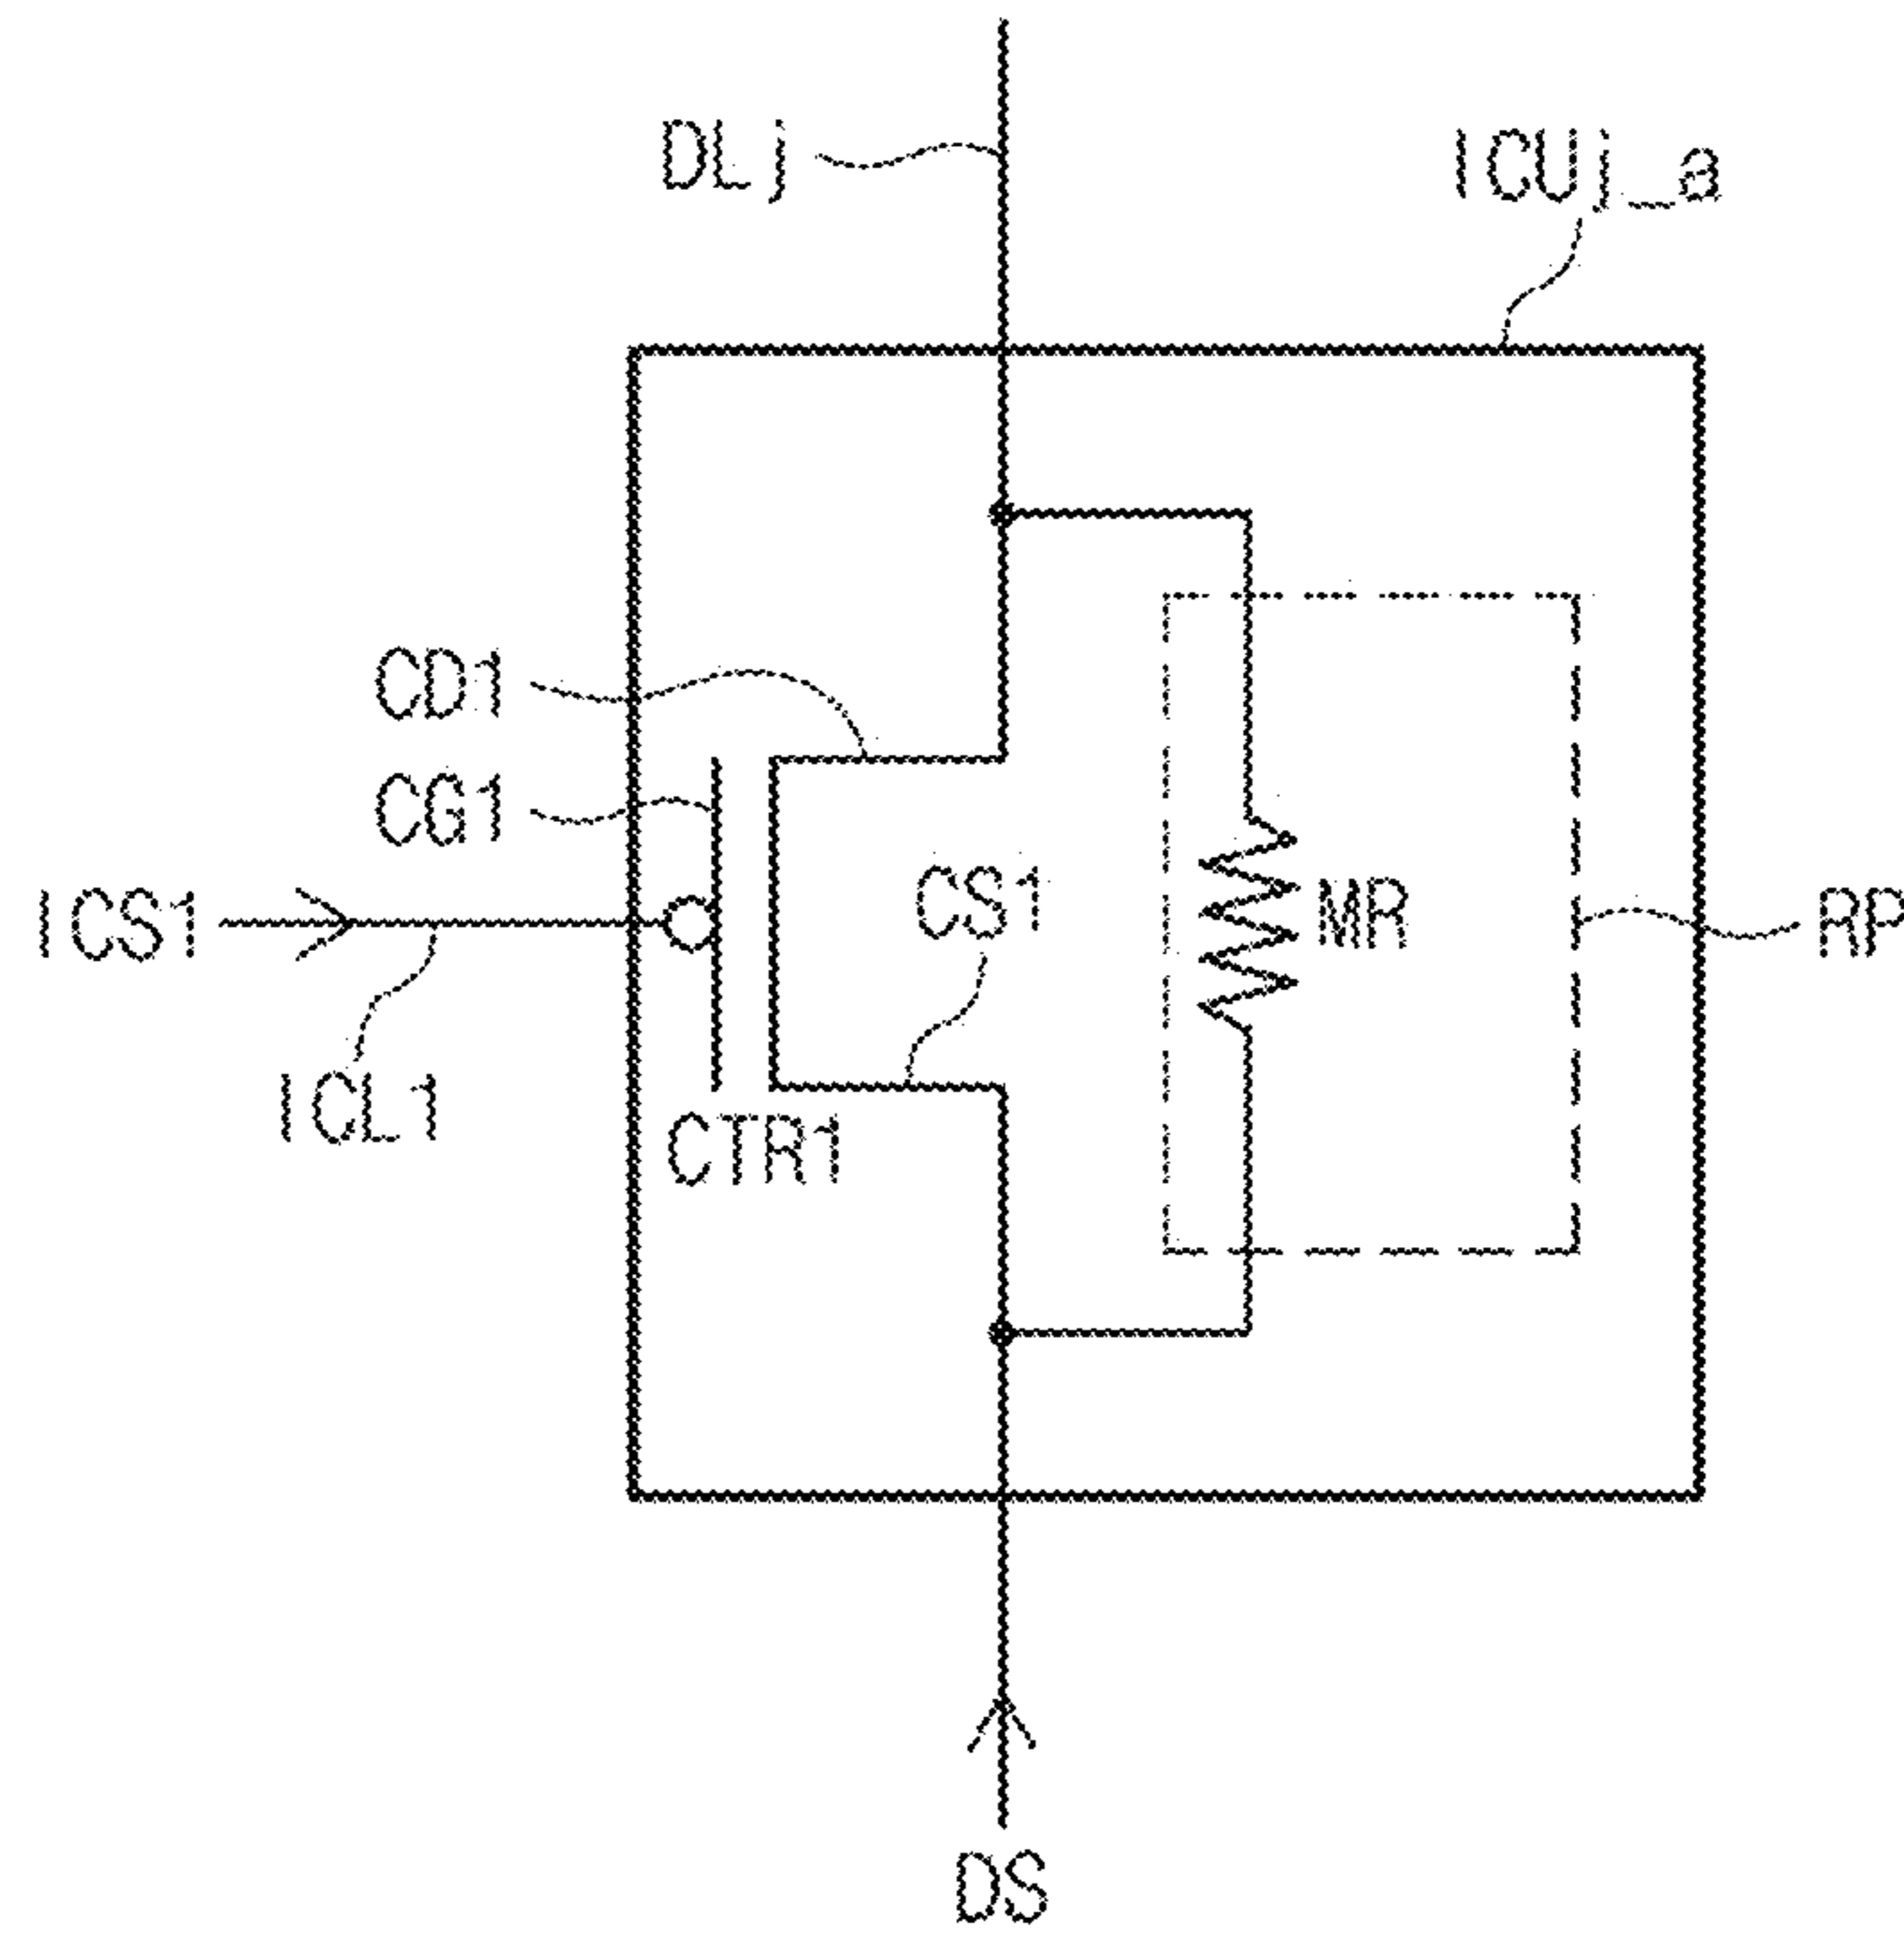 DLj
ICUj_a
CD1
CG1
CS1
ICS1
MR
RP
ICL1
CTR1
DS